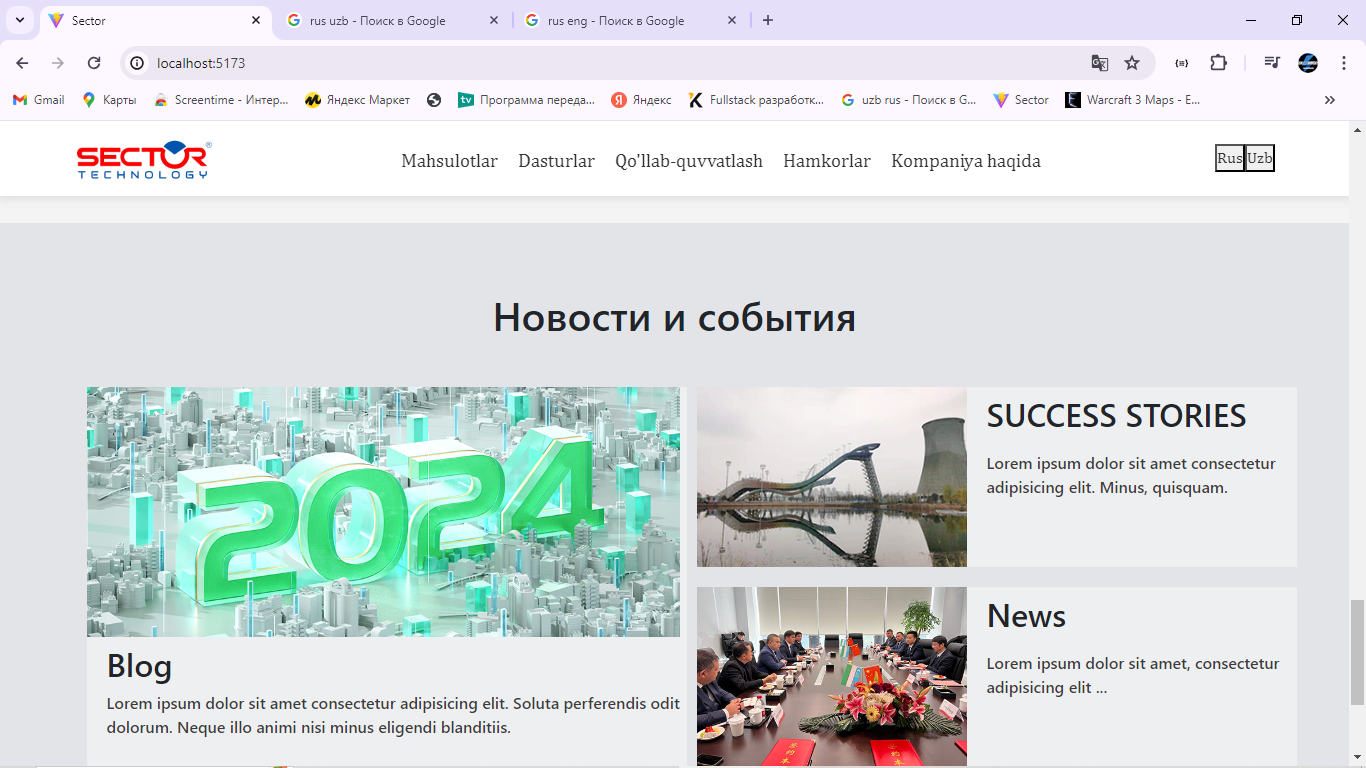 Sector
rus uzb - Поиск в Google
rus eng - Поиск в Google
localhost:5173
Gmail
Карты
Screentime - Интер...
Яндекс Маркет
Программа переда...
Яндекс
Fullstack разработк...
uzb rus - Поиск в G...
Sector
Warcraft 3 Maps - E...
SECTOR®
TECHNOLOGY
Mahsulotlar
Dasturlar
Qo'llab-quvvatlash
Hamkorlar
Kompaniya haqida
Rus
Uzb
Новости и события
2024
Blog
Lorem ipsum dolor sit amet consectetur adipisicing elit. Soluta perferendis odit
dolorum. Neque illo animi nisi minus eligendi blanditiis.
SUCCESS STORIES
Lorem ipsum dolor sit amet consectetur
adipisicing elit. Minus, quisquam.
News
Lorem ipsum dolor sit amet, consectetur
adipisicing elit ...